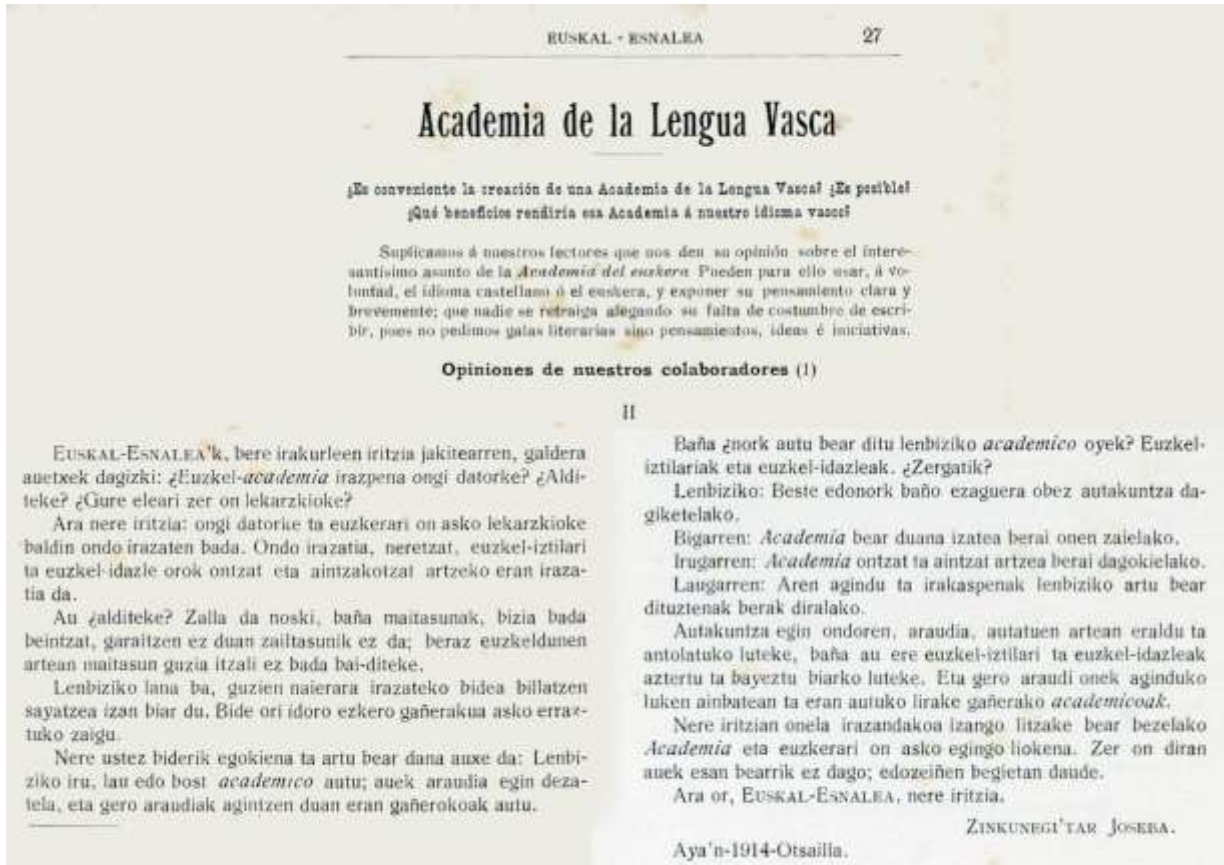 EUSKAL - ESNALEA 27
Academia de la Lengua Vasca
¿Es conveniente la creación de una Academia de la Lengua Vasca? ¿Es posible?
¿Qué beneficios rendiría esa Academia á nuestro idioma vasco?
Suplicamos á nuestros lectores que nos den su opinión sobre el intere-
santísimo asunto de la Academia del euskera Pueden para ello usar, á vo-
luntad, el idioma castellano ó el euskera, y exponer su pensamiento clara y
brevemente; que nadie se retraiga alegando su falta de costumbre de escri-
bir, pues no pedimos galas literarias sino pensamientos, ideas é iniciativas.
Opiniones de nuestros colaboradores (1)
II
EUSKAL-ESNALEA'k, bere irakurleen iritzia jakitearren, galdera
auetxek dagizki: ¿Euzkel-academia irazpena ongi datorke? ¿Aldi-
teke? ¿Gure eleari zer on lekarzkioke?
Ara nere iritzia: ongi datorke ta euzkerari on asko lekarzkioke
baldin ondo irazaten bada. Ondo irazatia, neretzat, euzkel-iztilari
ta euzkel-idazle orok ontzat eta aintzakotzat artzeko eran iraza-
tia da.
Au ¿alditeke? Zalla da noski, baña maitasunak, bizia bada
beintzat, garaitzen ez duan zailtasunik ez da; beraz euzkeldunen
artean maitasun guzia itzali ez bada bai-diteke.
Lenbiziko lana ba, guzien naierara irazateko bidea billatzen
sayatzea izan biar du. Bide ori idoro ezkero gañerakua asko erraz-
tuko zaigu.
Nere ustez biderik egokiena ta artu bear dana auxe da: Lenbi-
ziko iru, lau edo bost academico autu; auek araudia egin deza-
tela, eta gero araudiak agintzen duan eran gañerokoak autu.
Baña ¿nork autu bear ditu lenbiziko academico oyek? Euzkel-
iztilariak eta euzkel-idazleak. ¿Zergatik?
Lenbiziko: Beste edonork baño ezaguera obez autakuntza da-
giketelako.
Bigarren: Academia bear duana izatea berai onen zaielako.
Irugarren: Academia ontzat ta aintzat artzea berai dagokielako.
Laugarren: Aren agindu ta irakaspenak lenbiziko artu bear
dituztenak berak diralako.
Autakuntza egin ondoren, araudia, autatuen artean eraldu ta
antolatuko luteke, baña au ere euzkel-iztilari ta euzkel-idazleak
aztertu ta bayeztu biarko luteke. Eta gero araudi onek aginduko
luken ainbatean ta eran autuko lirake gañerako academicoak.
Nere iritzian onela irazandakoa izango litzake bear bezelako
Academia eta euzkerari on asko egingo liokena. Zer on diran
auek esan bearrik ez dago; edozeiñen begietan daude.
Ara or, EUSKAL-ESNALEA, nere iritzia.
ZINKUNEGI'TAR JOSEBA.
Aya'n-1914-Otsailla.